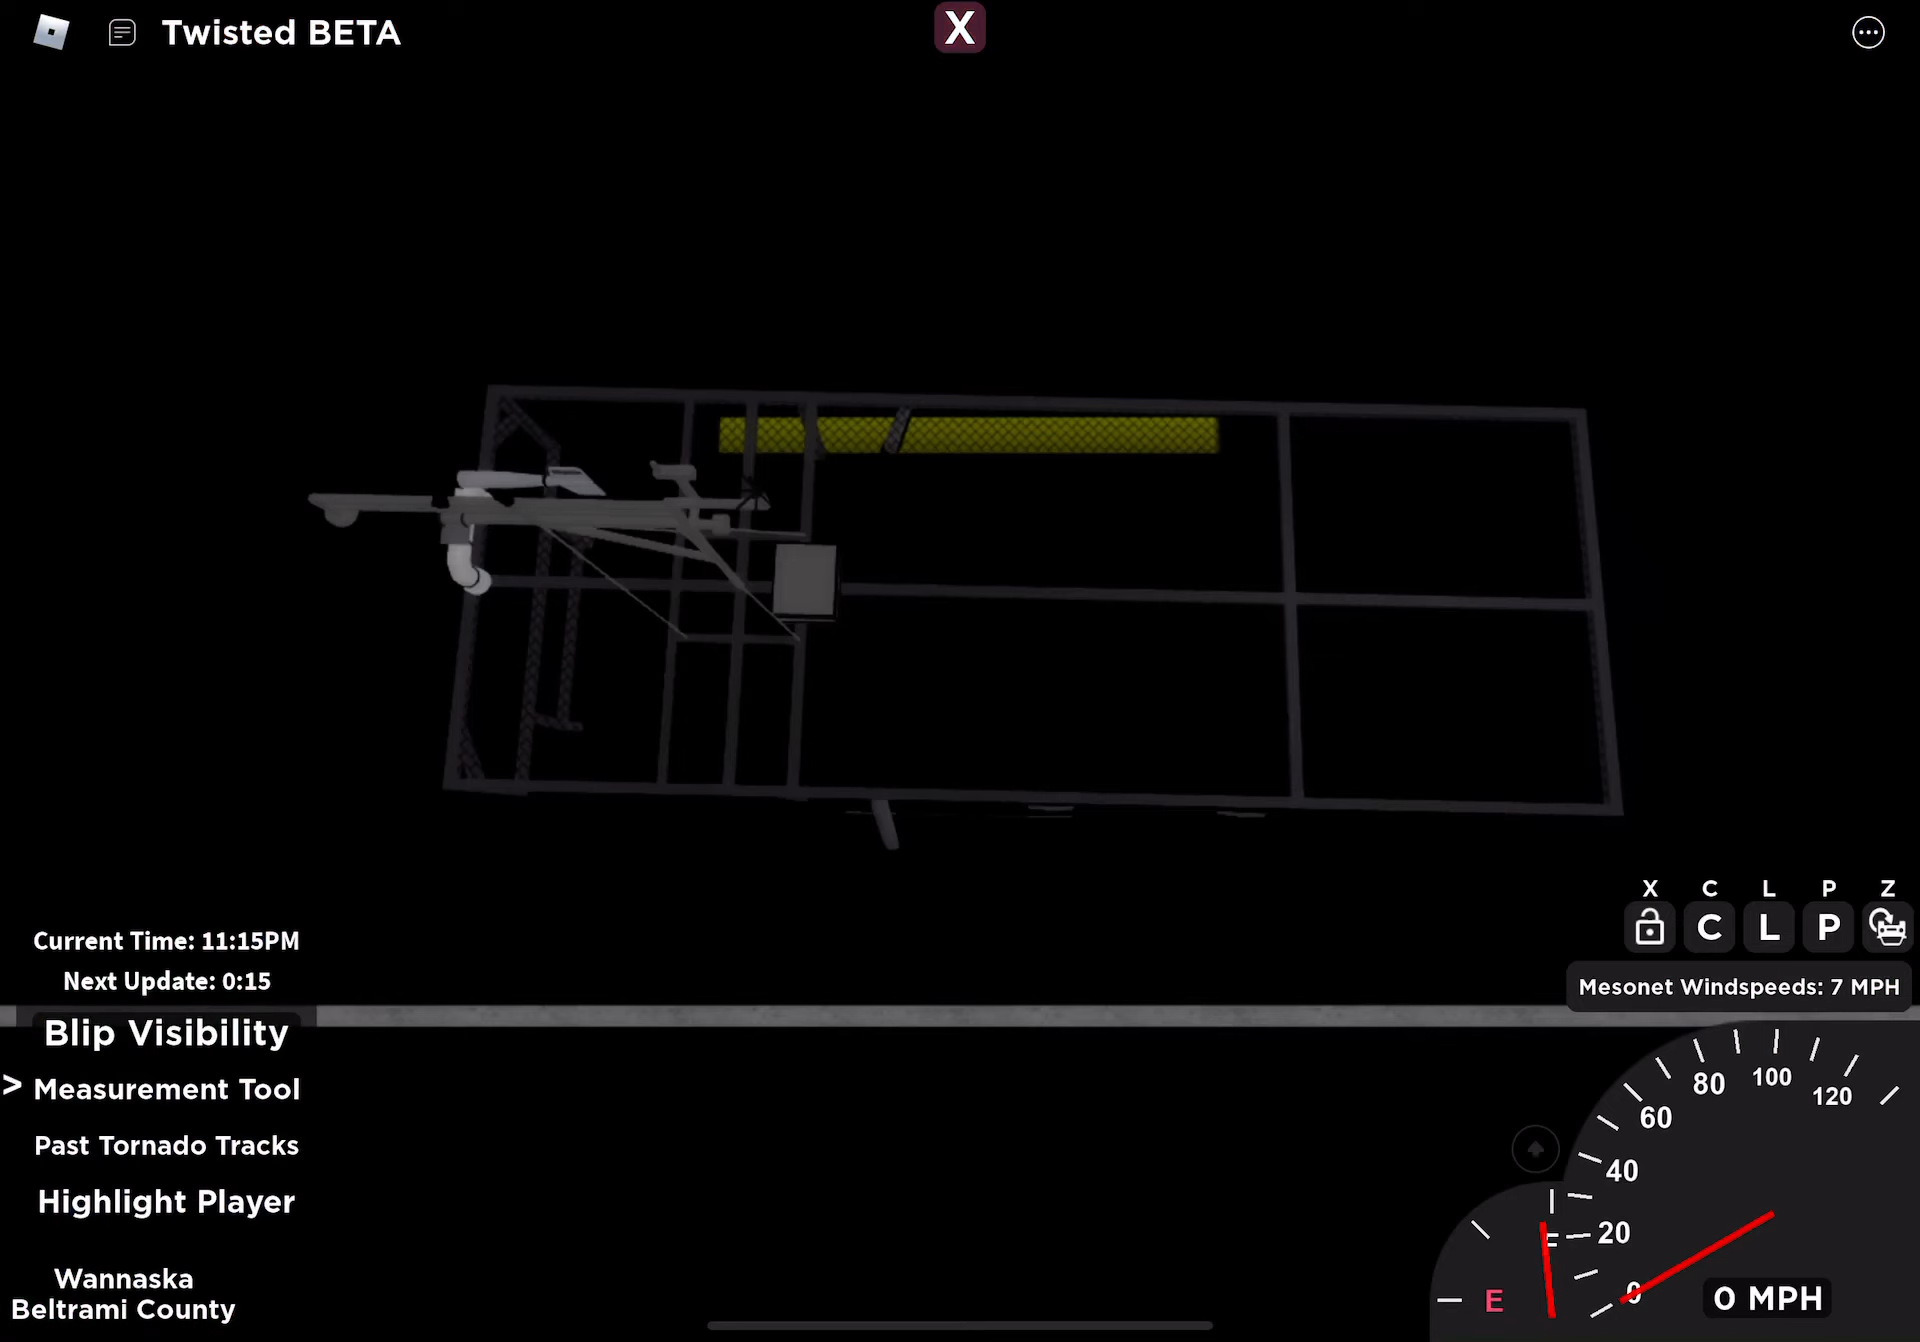 Twisted BETA
X
X C L P Z
C L P
Current Time: 11:15PM
Next Update: 0:15
Mesonet Windspeeds: 7 MPH
Blip Visibility
> Measurement Tool
Past Tornado Tracks
Highlight Player
Wannaska
Beltrami County
0 20 40 60 80 100 120
E F
0 MPH